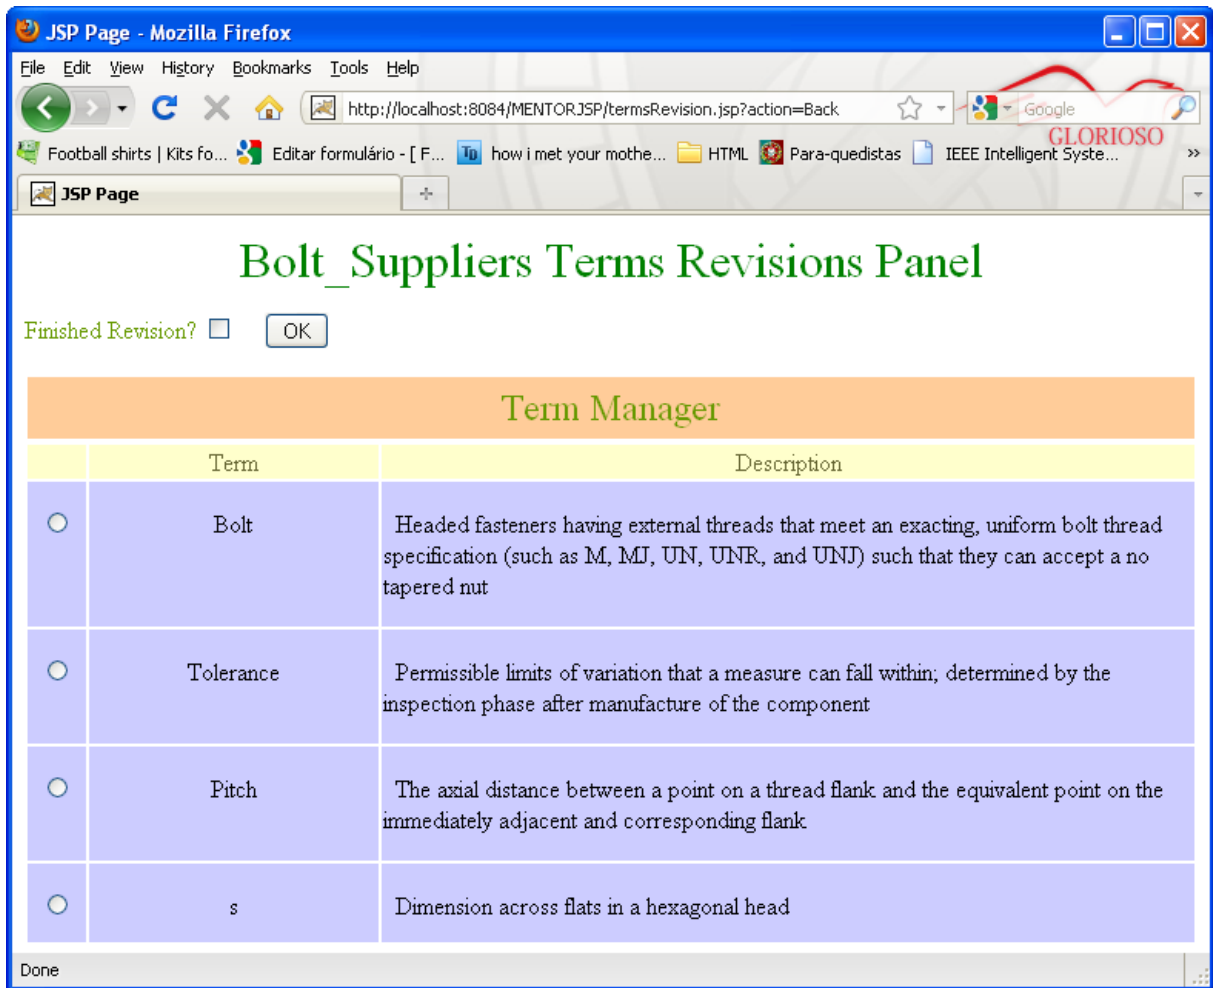 JSP Page - Mozilla Firefox
File Edit View History Bookmarks Tools Help
http://localhost:8084/MENTORJSP/termsRevision.jsp?action=Back Google
GLORIOSO
Football shirts | Kits fo... Editar formulário - [ F... TD how i met your mothe... HTML Para-quedistas IEEE Intelligent Syste... »
JSP Page
Bolt_Suppliers Terms Revisions Panel
Finished Revision? OK
Term Manager
Term Description
Bolt Headed fasteners having external threads that meet an exacting, uniform bolt thread
specification (such as M, MJ, UN, UNR, and UNJ) such that they can accept a no
tapered nut
Tolerance Permissible limits of variation that a measure can fall within; determined by the
inspection phase after manufacture of the component
Pitch The axial distance between a point on a thread flank and the equivalent point on the
immediately adjacent and corresponding flank
s Dimension across flats in a hexagonal head
Done